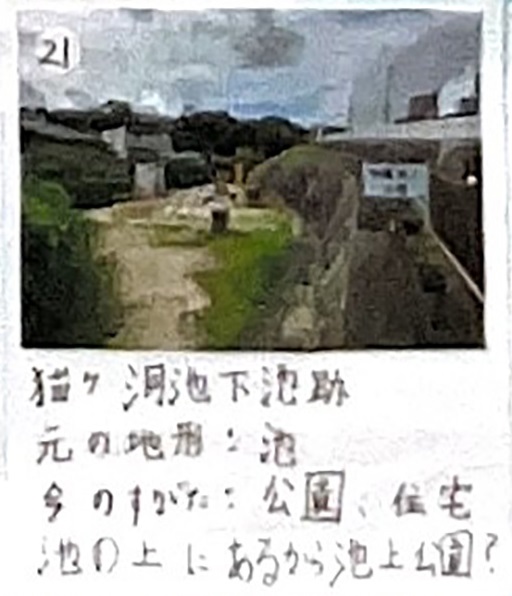 21
猫ヶ洞池下池跡
元の地形：池
今のすがた：公園、住宅
池の上にあるから池上公園？